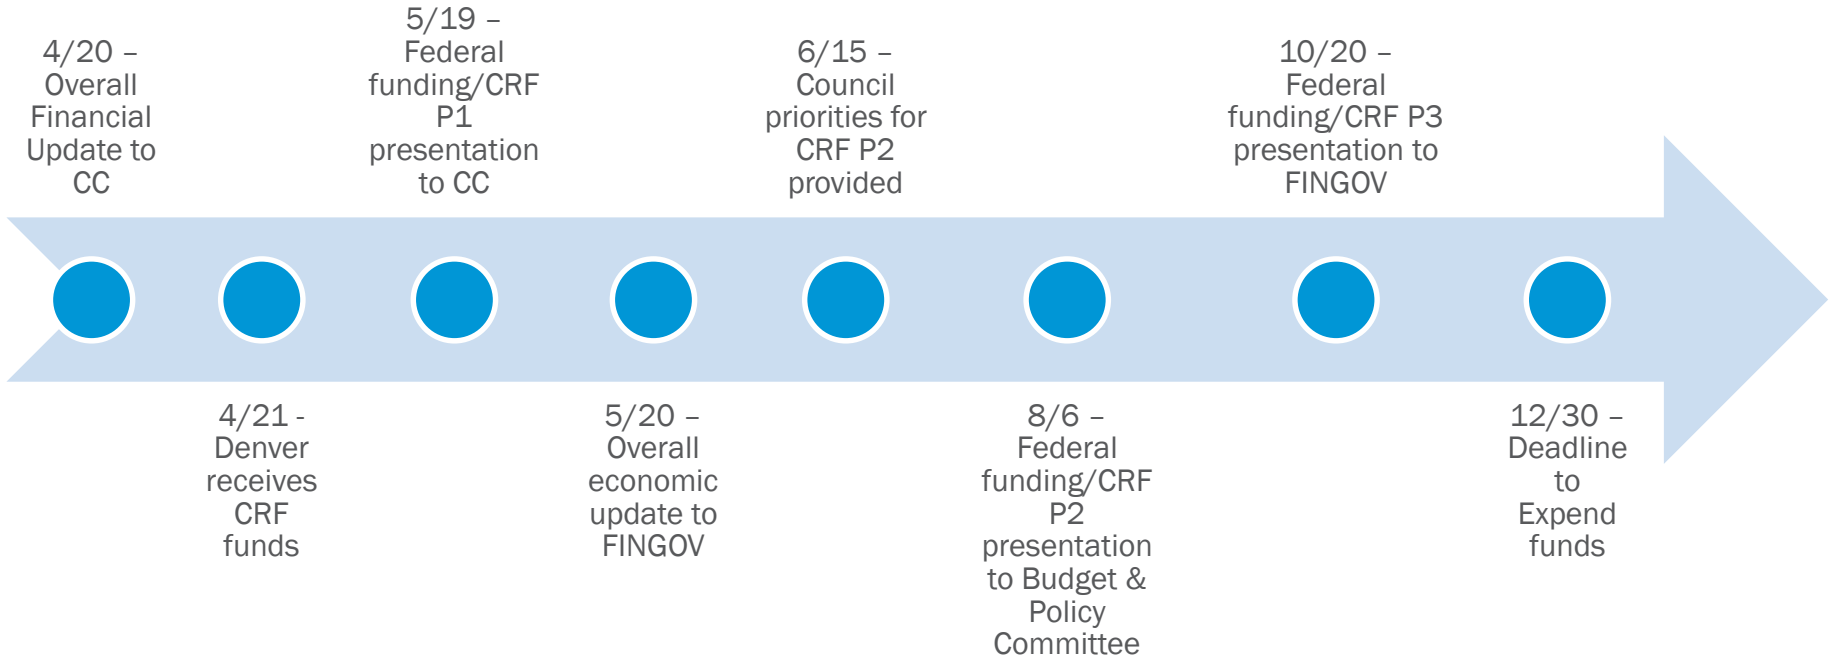 4/20 –
Overall
Financial
Update to
CC
4/21 -
Denver
receives
CRF
funds
5/19 –
Federal
funding/CRF
P1
presentation
to CC
5/20 –
Overall
economic
update to
FINGOV
6/15 –
Council
priorities for
CRF P2
provided
8/6 –
Federal
funding/CRF
P2
presentation
to Budget &
Policy
Committee
10/20 –
Federal
funding/CRF P3
presentation to
FINGOV
12/30 –
Deadline
to
Expend
funds